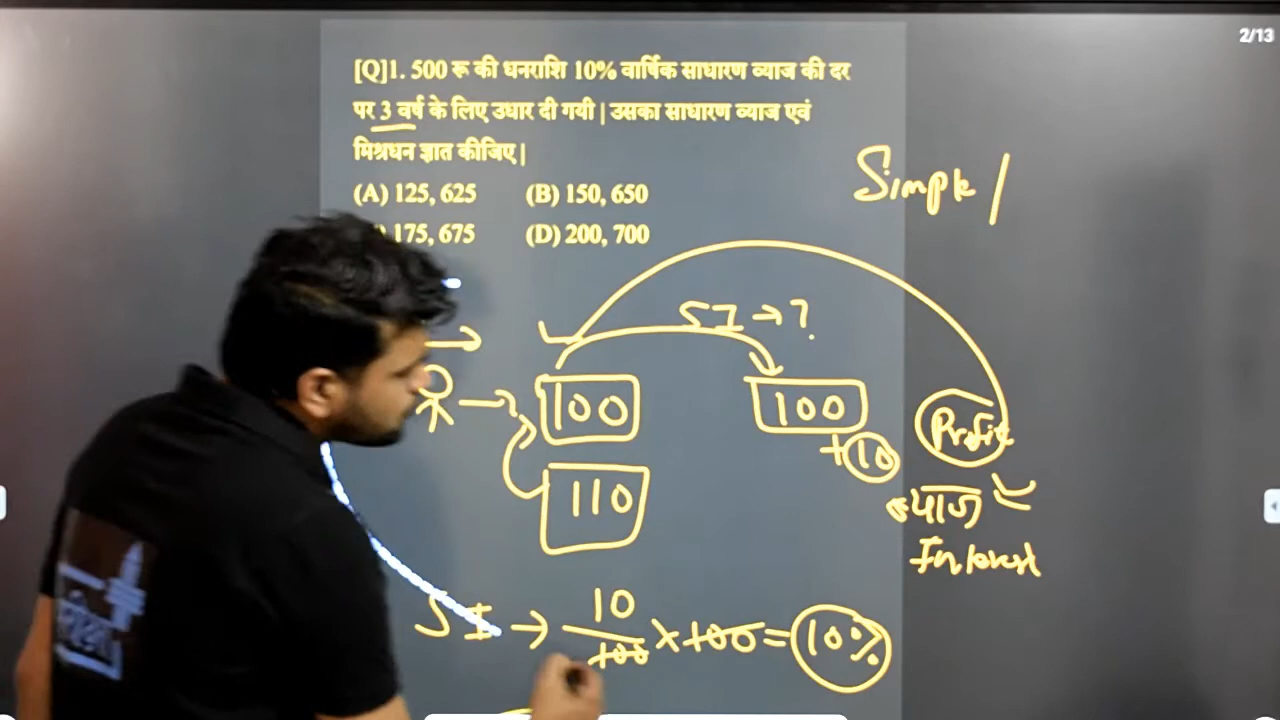 2/13
[Q]1. 500 रू की धनराशि 10% वार्षिक साधारण ब्याज की दर
पर 3 वर्ष के लिए उधार दी गयी | उसका साधारण ब्याज एवं
मिश्रधन ज्ञात कीजिए |
(A) 125, 625 (B) 150, 650
175, 675 (D) 200, 700
Simple /
SI → ?
100
100
+10
Profit
110
ब्याज
Interest
SI → 10/100 × 100 = 10%